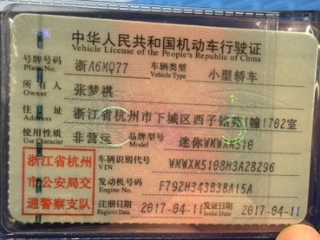 中华人民共和国机动车行驶证
Vehicle License of the People's Republic of China
号牌号码 浙A6MQ77 车辆类型 小型轿车
Plate No. Vehicle Type
所有人 张梦祺
Owner
住址 浙江省杭州市下城区西子铭苑1幢1702室
Address
使用性质 非营运 品牌型号 迷你WMWXM510
Use Character Model
浙江省杭州
市公安局交
通警察支队
车辆识别代号 WMWXM5108H3A28296
VIN
发动机号码 F792H343B38A15A
Engine No.
注册日期 2017-04-11 发证日期 2017-04-11
Register Date Issue Date